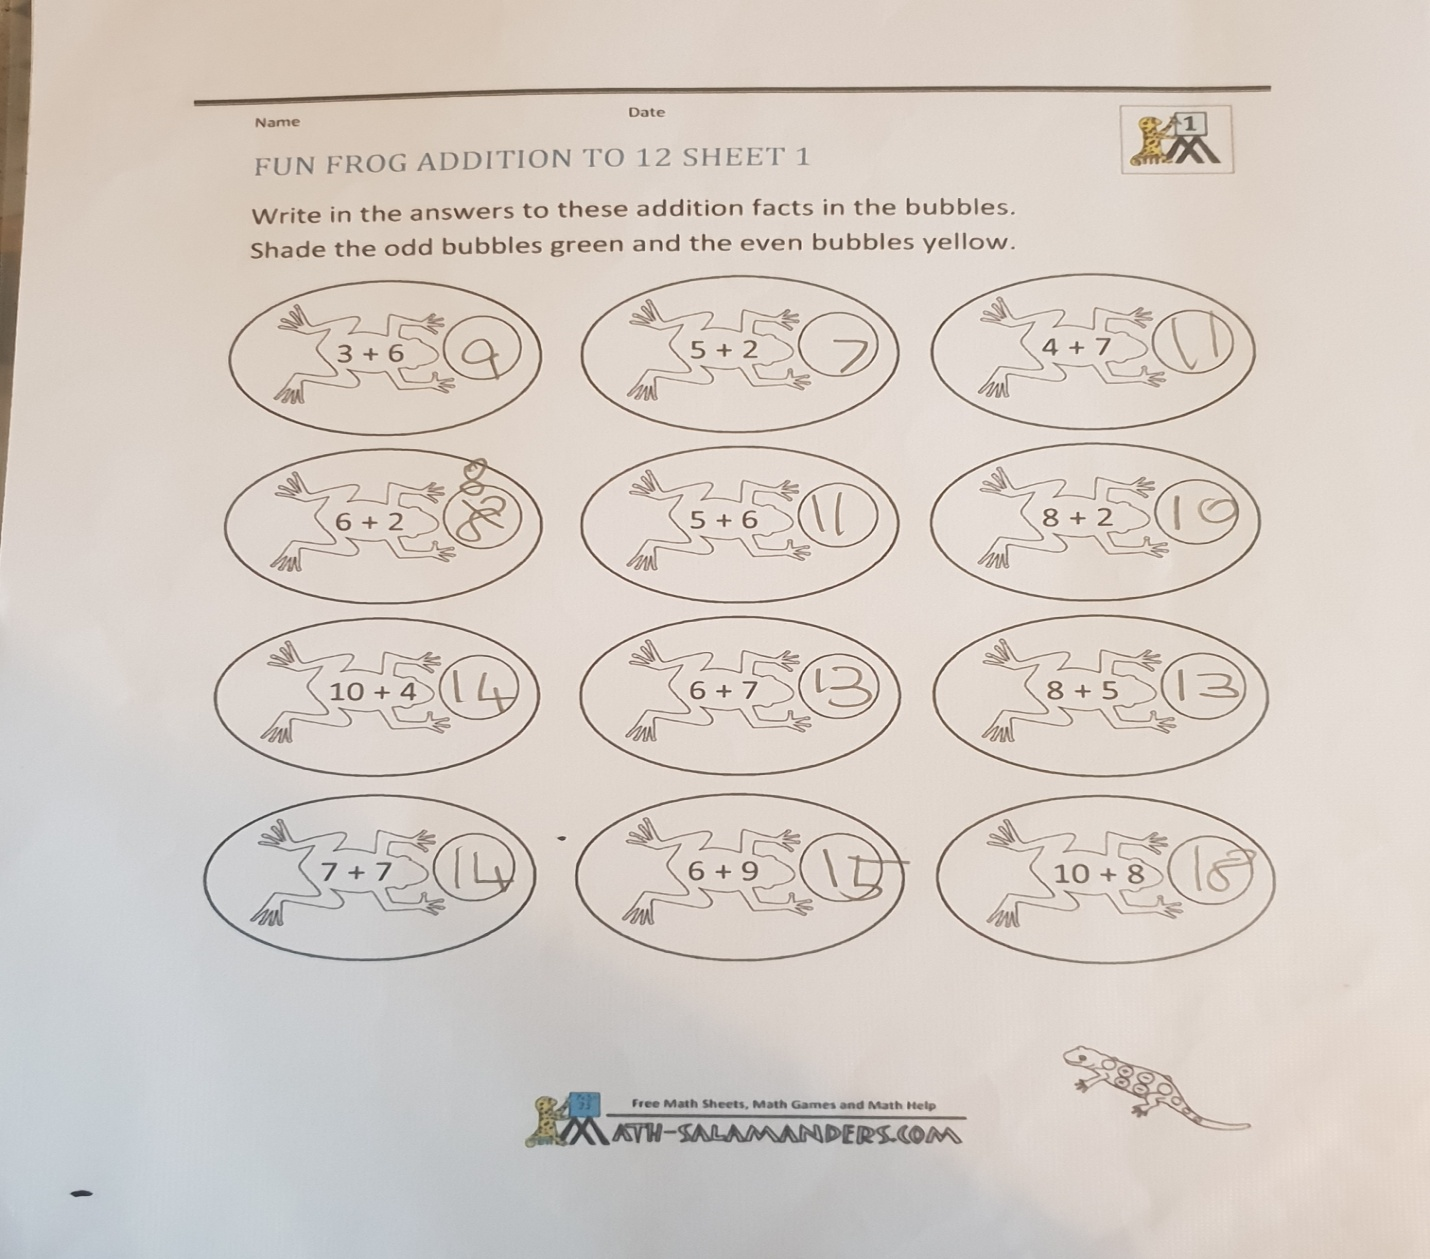 Name Date
1
FUN FROG ADDITION TO 12 SHEET 1
Write in the answers to these addition facts in the bubbles.
Shade the odd bubbles green and the even bubbles yellow.
3 + 6 9 5 + 2 7 4 + 7 11
8
6 + 2 5 + 6 11 8 + 2 10
10 + 4 14 6 + 7 13 8 + 5 13
7 + 7 14 6 + 9 15 10 + 8 18
Free Math Sheets, Math Games and Math Help
MATH-SALAMANDERS.COM